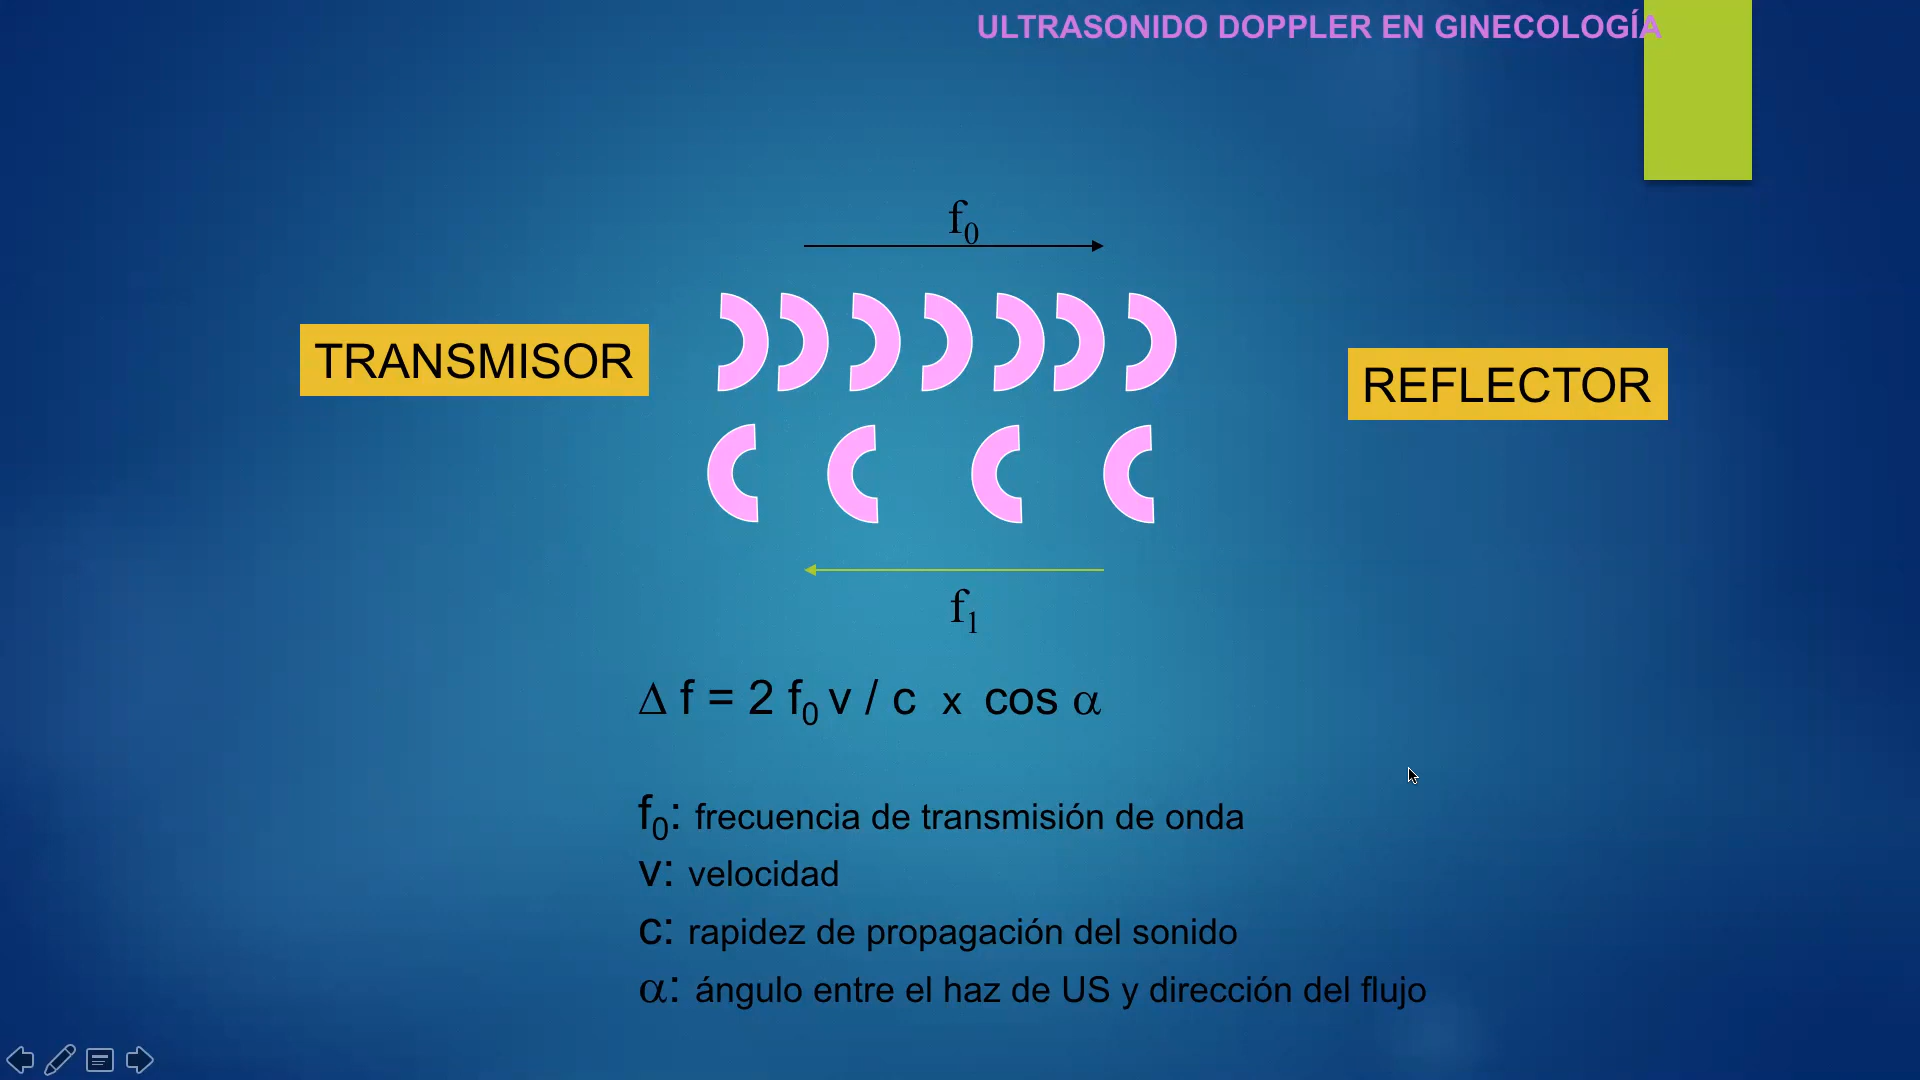 ULTRASONIDO DOPPLER EN GINECOLOGÍA
f₀
TRANSMISOR
REFLECTOR
f₁
Δ f = 2 f₀ v / c x cos α
f₀: frecuencia de transmisión de onda
v: velocidad
c: rapidez de propagación del sonido
α: ángulo entre el haz de US y dirección del flujo